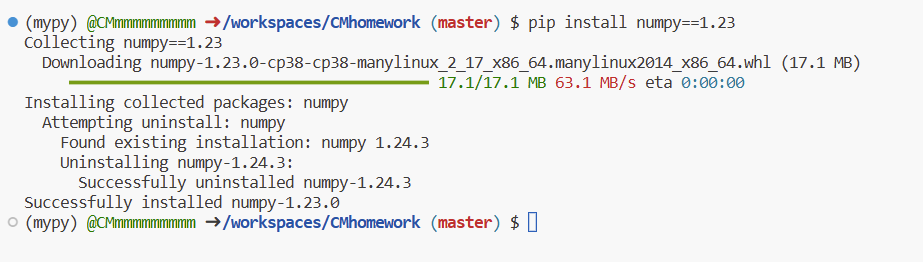 (mypy) @CMmmmmmmmmm ➜/workspaces/CMhomework (master) $ pip install numpy==1.23
Collecting numpy==1.23
Downloading numpy-1.23.0-cp38-cp38-manylinux_2_17_x86_64.manylinux2014_x86_64.whl (17.1 MB)
17.1/17.1 MB 63.1 MB/s eta 0:00:00
Installing collected packages: numpy
Attempting uninstall: numpy
Found existing installation: numpy 1.24.3
Uninstalling numpy-1.24.3:
Successfully uninstalled numpy-1.24.3
Successfully installed numpy-1.23.0
(mypy) @CMmmmmmmmmm ➜/workspaces/CMhomework (master) $